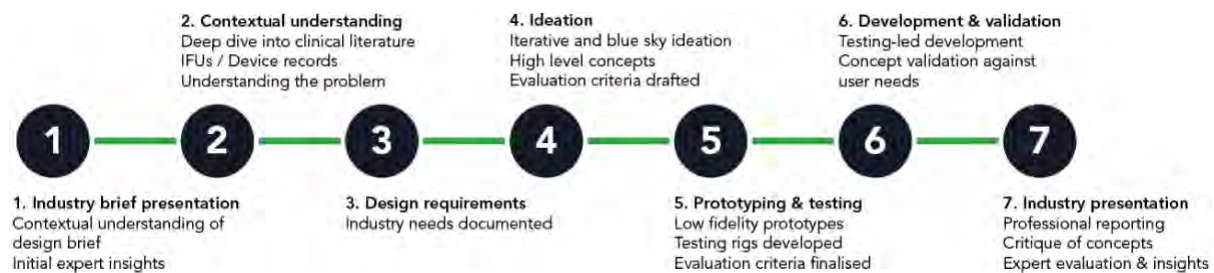 2. Contextual understanding
Deep dive into clinical literature
IFUs / Device records
Understanding the problem
4. Ideation
Iterative and blue sky ideation
High level concepts
Evaluation criteria drafted
6. Development & validation
Testing-led development
Concept validation against
user needs
1
2
3
4
5
6
7
1. Industry brief presentation
Contextual understanding of
design brief
Initial expert insights
3. Design requirements
Industry needs documented
5. Prototyping & testing
Low fidelity prototypes
Testing rigs developed
Evaluation criteria finalised
7. Industry presentation
Professional reporting
Critique of concepts
Expert evaluation & insights